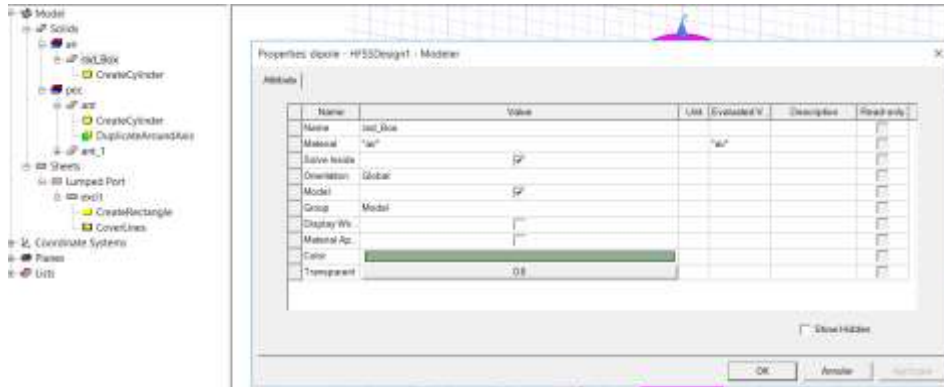 Model
Solids
air
rad_Box
CreateCylinder
pec
ant
CreateCylinder
DuplicateAroundAxis
ant_1
Sheets
Lumped Port
excit
CreateRectangle
CoverLines
Coordinate Systems
Planes
Lists
Properties: dipole - HFSSDesign1 - Modeler
Attribute
Name Value Unit Evaluated V... Description Read-only
Name rad_Box
Material "air" "air"
Solve Inside
Orientation Global
Model
Group Model
Display Wir...
Material Ap...
Color
Transparent 0.8
Show Hidden
OK Annuler